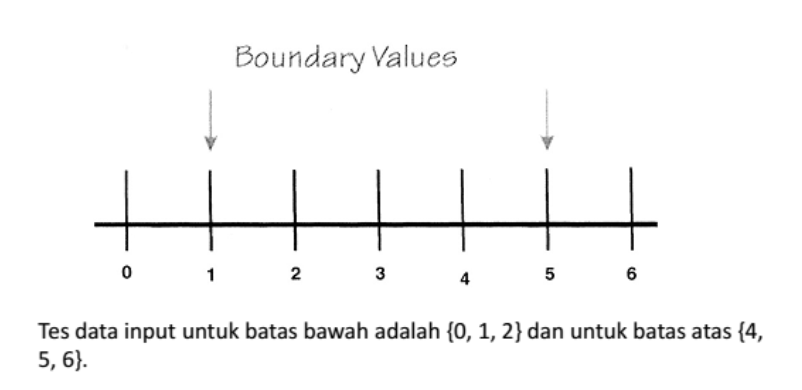 Boundary Values
0 1 2 3 4 5 6
Tes data input untuk batas bawah adalah {0, 1, 2} dan untuk batas atas {4,
5, 6}.